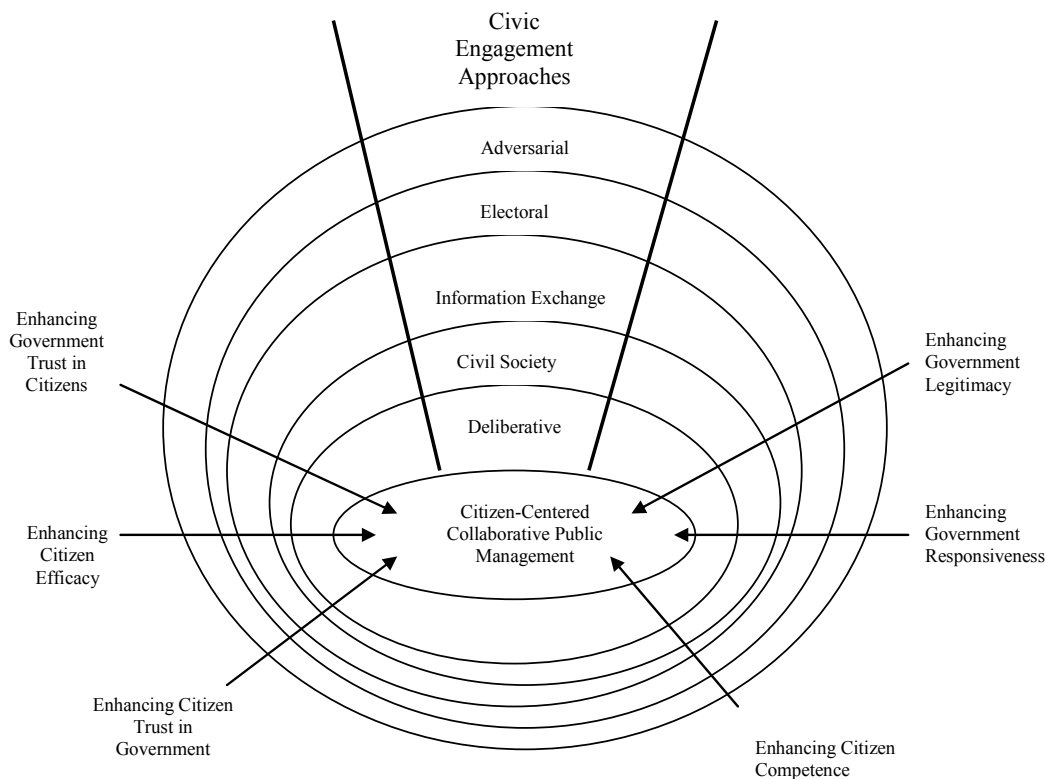 Civic
Engagement
Approaches
Adversarial
Electoral
Information Exchange
Civil Society
Deliberative
Citizen-Centered
Collaborative Public
Management
Enhancing
Government
Trust in
Citizens
Enhancing
Citizen
Efficacy
Enhancing Citizen
Trust in
Government
Enhancing
Government
Legitimacy
Enhancing
Government
Responsiveness
Enhancing Citizen
Competence